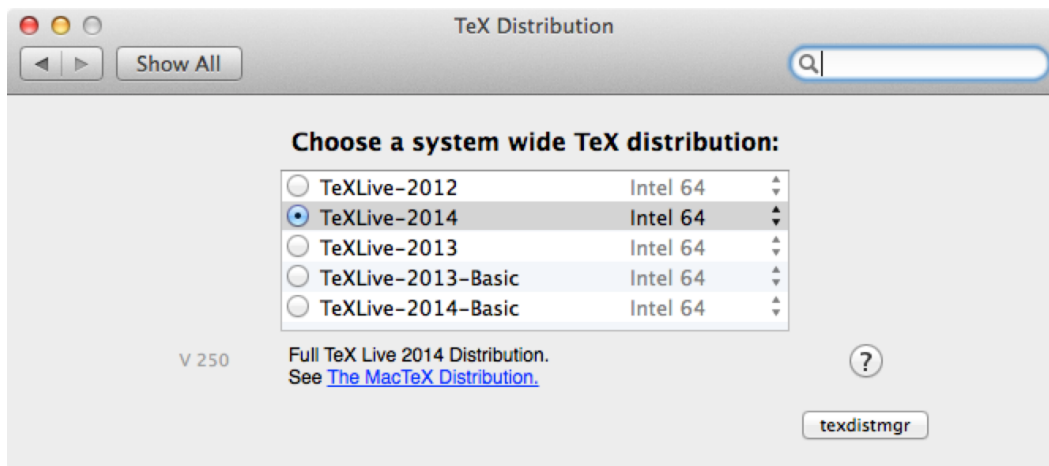 TeX Distribution
Show All
Choose a system wide TeX distribution:
TeXLive-2012 Intel 64
TeXLive-2014 Intel 64
TeXLive-2013 Intel 64
TeXLive-2013-Basic Intel 64
TeXLive-2014-Basic Intel 64
V 250 Full TeX Live 2014 Distribution. ?
See The MacTeX Distribution.
texdistmgr